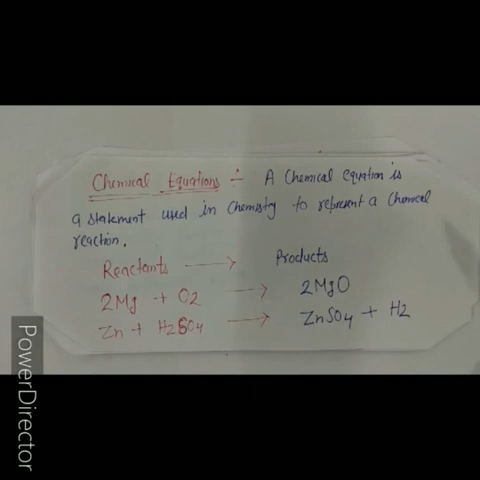 Chemical Equations :- A Chemical equation is
a statement used in Chemistry to represent a Chemical
reaction.
Reactants → Products
2Mg + O2 → 2MgO
Zn + H2SO4 → ZnSO4 + H2
PowerDirector